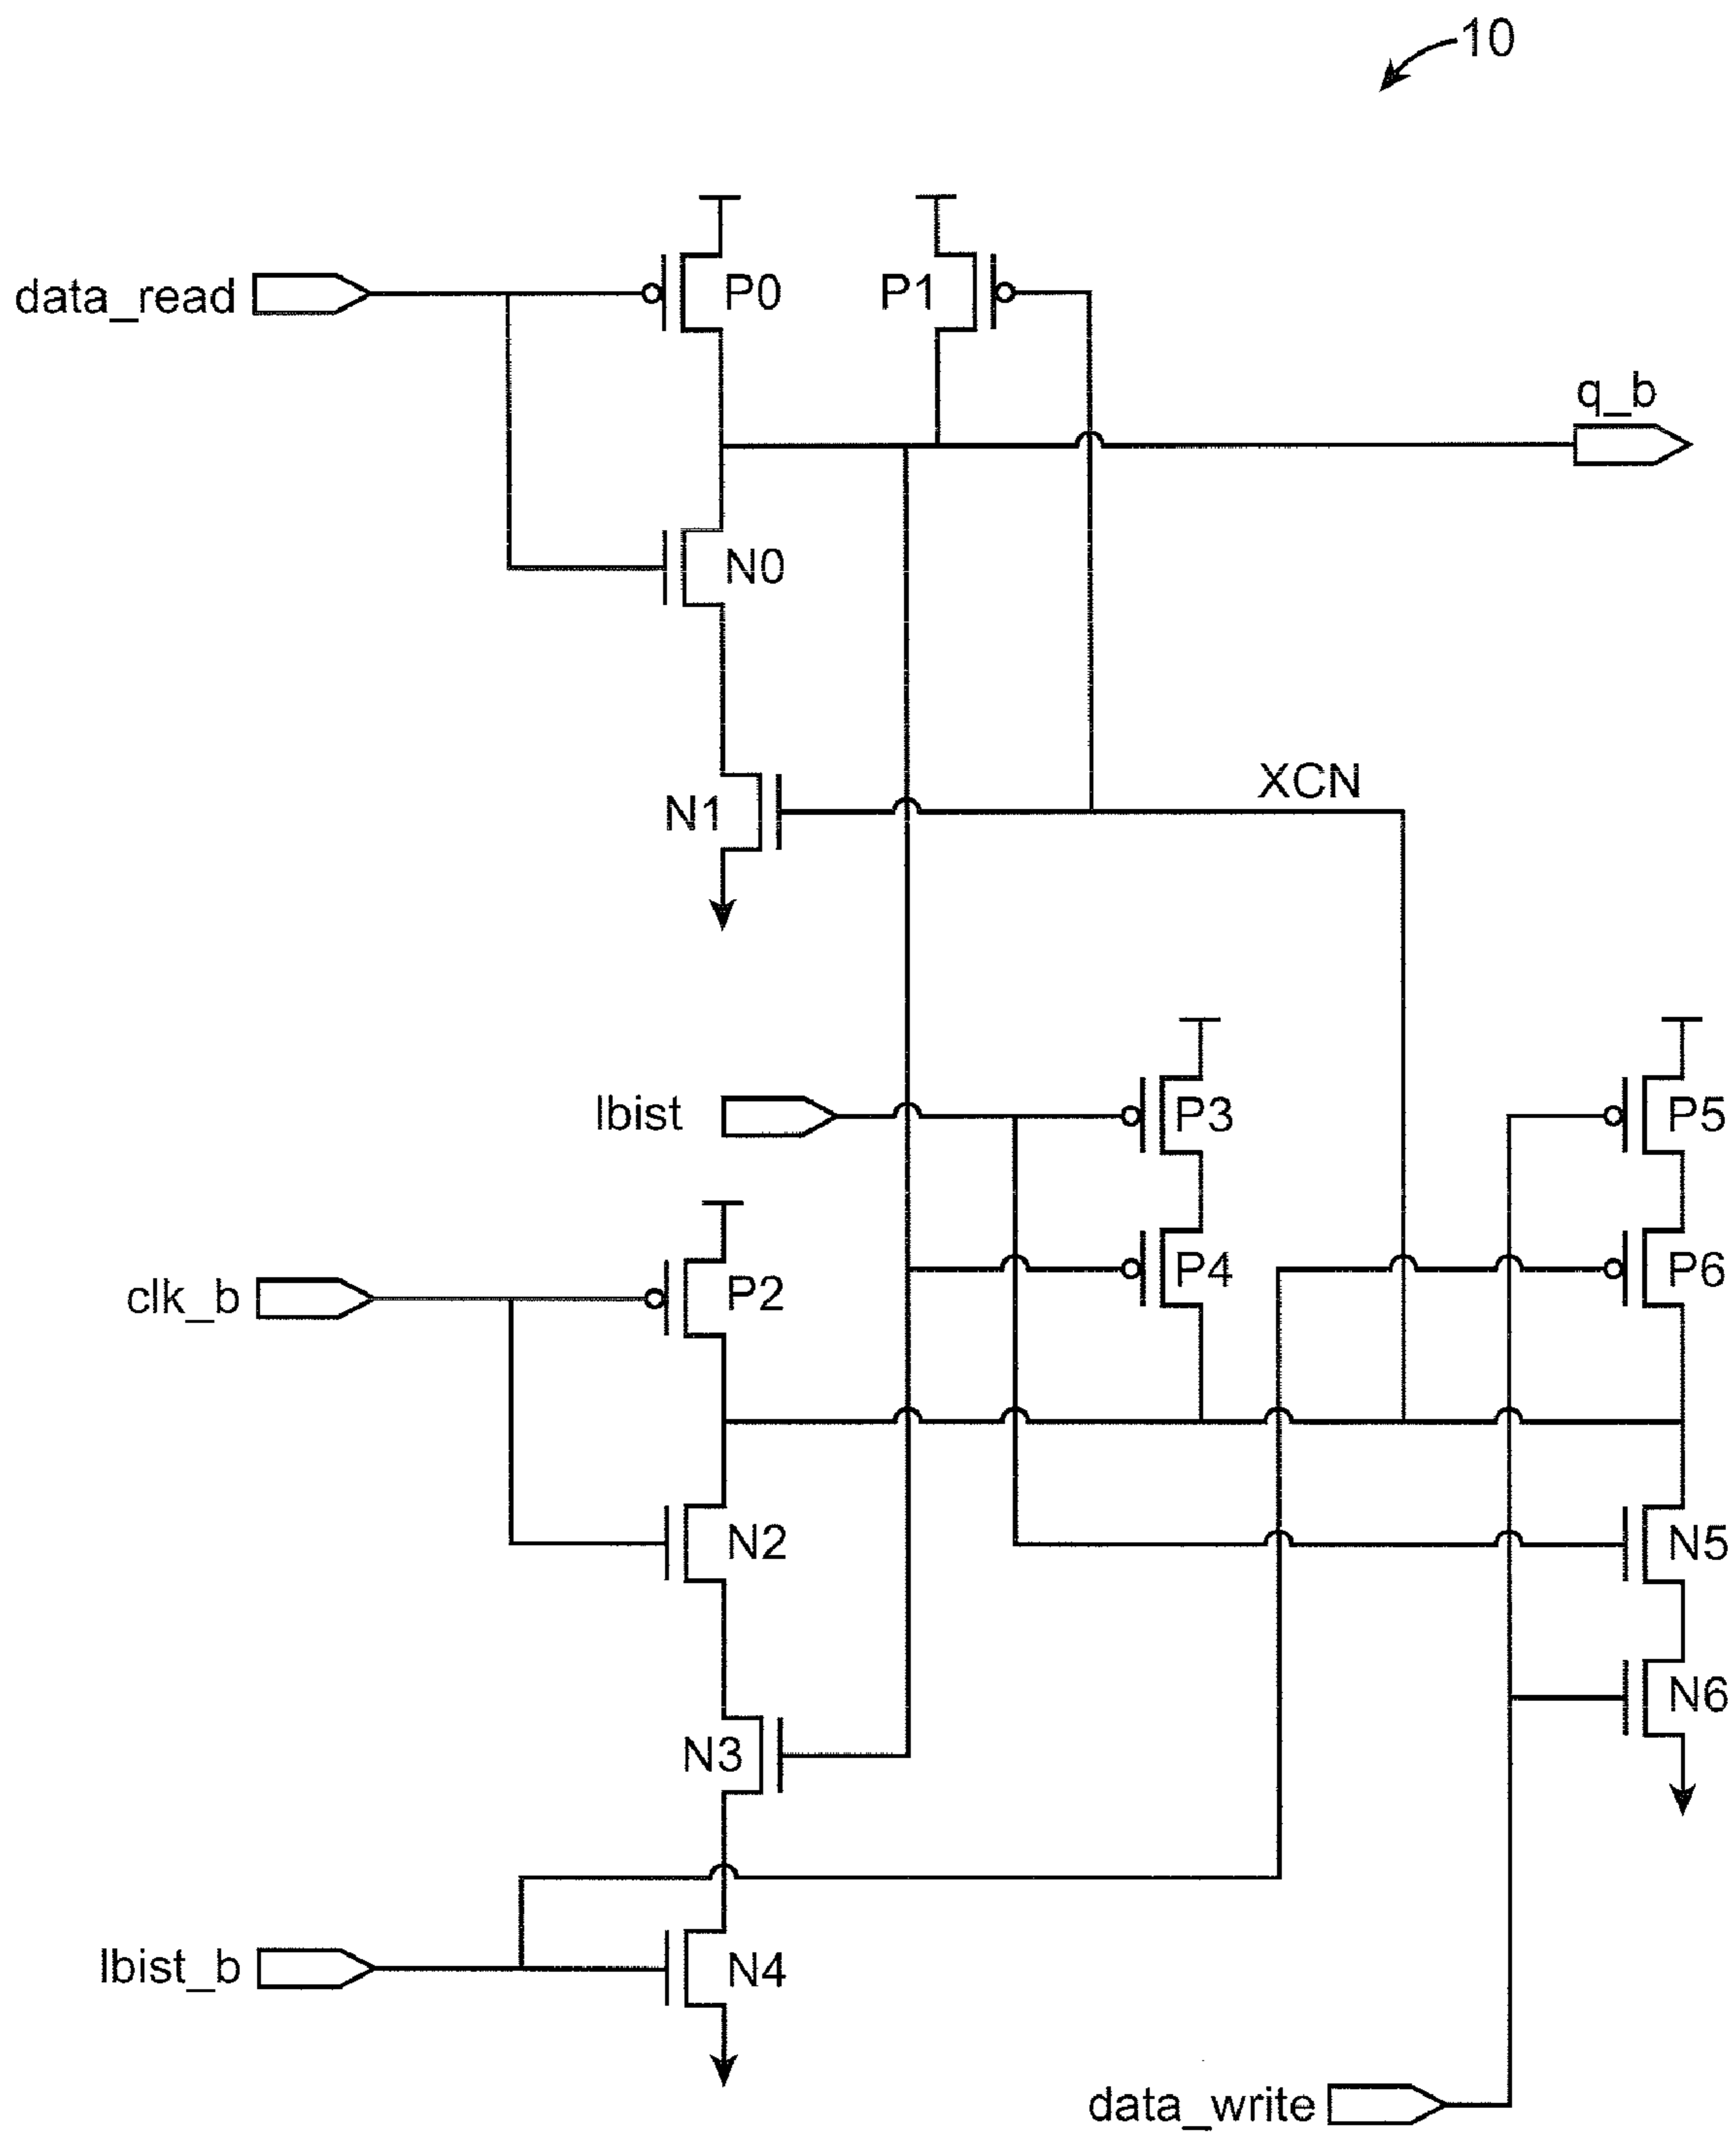 10
P0
P1
data_read
q_b
N0
XCN
N1
lbist
P3
P5
P4
P6
clk_b
P2
N2
N5
N6
N3
lbist_b
N4
data_write